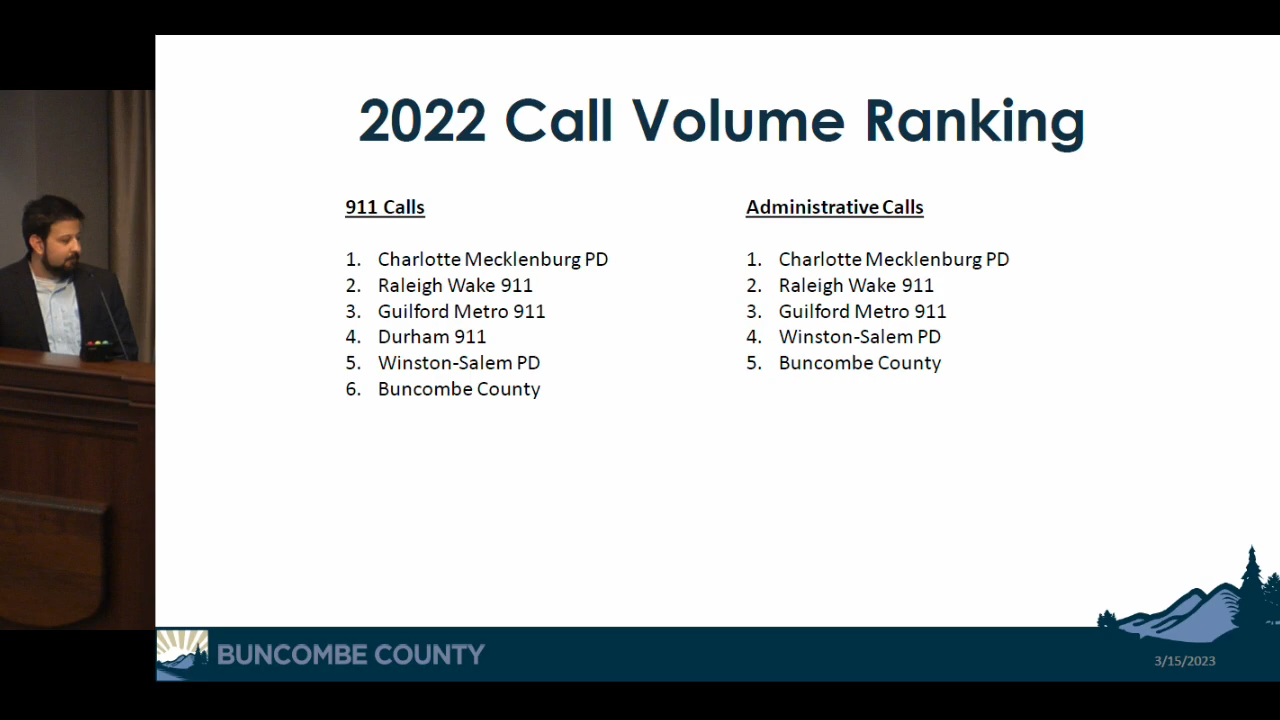 2022 Call Volume Ranking
911 Calls
1. Charlotte Mecklenburg PD
2. Raleigh Wake 911
3. Guilford Metro 911
4. Durham 911
5. Winston-Salem PD
6. Buncombe County
Administrative Calls
1. Charlotte Mecklenburg PD
2. Raleigh Wake 911
3. Guilford Metro 911
4. Winston-Salem PD
5. Buncombe County
BUNCOMBE COUNTY
3/15/2023